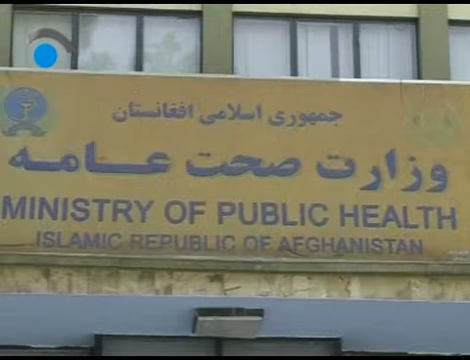 جمهوری اسلامی افغانستان
وزارت صحت عامه
MINISTRY OF PUBLIC HEALTH
ISLAMIC REPUBLIC OF AFGHANISTAN